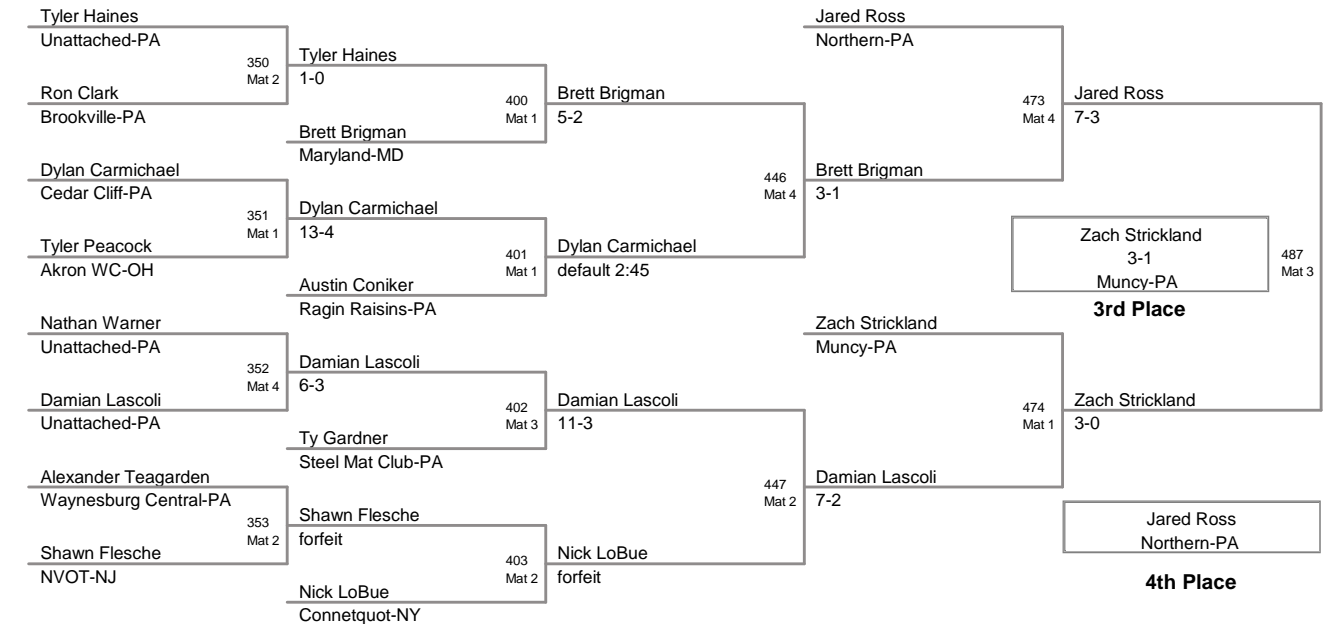 Tyler Haines
Unattached-PA
350
Mat 2
Ron Clark
Brookville-PA
Dylan Carmichael
Cedar Cliff-PA
351
Mat 1
Tyler Peacock
Akron WC-OH
Nathan Warner
Unattached-PA
352
Mat 4
Damian Lascoli
Unattached-PA
Alexander Teagarden
Waynesburg Central-PA
353
Mat 2
Shawn Flesche
NVOT-NJ
Tyler Haines
1-0
400
Mat 1
Brett Brigman
Maryland-MD
Dylan Carmichael
13-4
401
Mat 1
Austin Coniker
Ragin Raisins-PA
Damian Lascoli
6-3
402
Mat 3
Ty Gardner
Steel Mat Club-PA
Shawn Flesche
forfeit
403
Mat 2
Nick LoBue
Connetquot-NY
Brett Brigman
5-2
446
Mat 4
Dylan Carmichael
default 2:45
Damian Lascoli
11-3
447
Mat 2
Nick LoBue
forfeit
Jared Ross
Northern-PA
473
Mat 4
Brett Brigman
3-1
Zach Strickland
Muncy-PA
474
Mat 1
Damian Lascoli
7-2
Jared Ross
7-3
Zach Strickland
3-1
Muncy-PA
3rd Place
487
Mat 3
Zach Strickland
3-0
Jared Ross
Northern-PA
4th Place